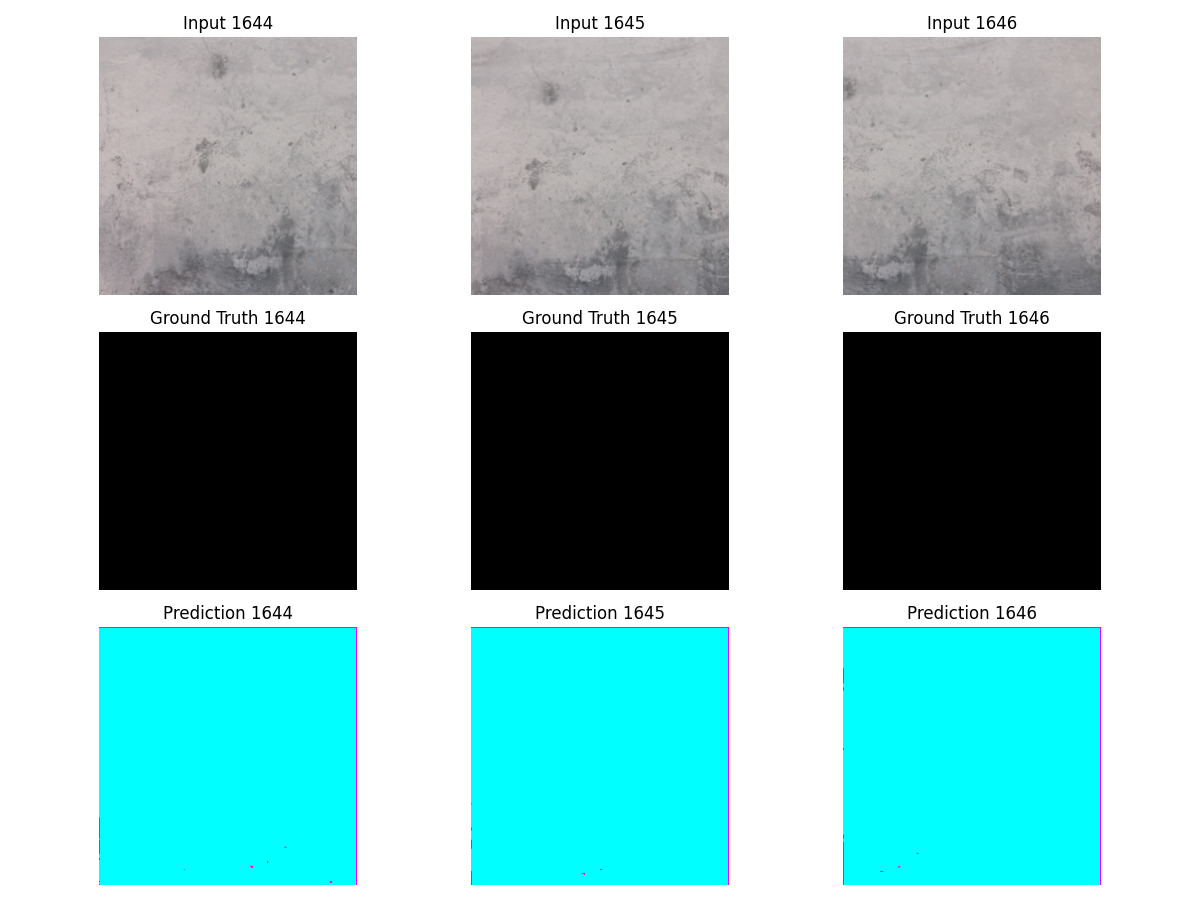 Input 1644
Input 1645
Input 1646
Ground Truth 1644
Ground Truth 1645
Ground Truth 1646
Prediction 1644
Prediction 1645
Prediction 1646